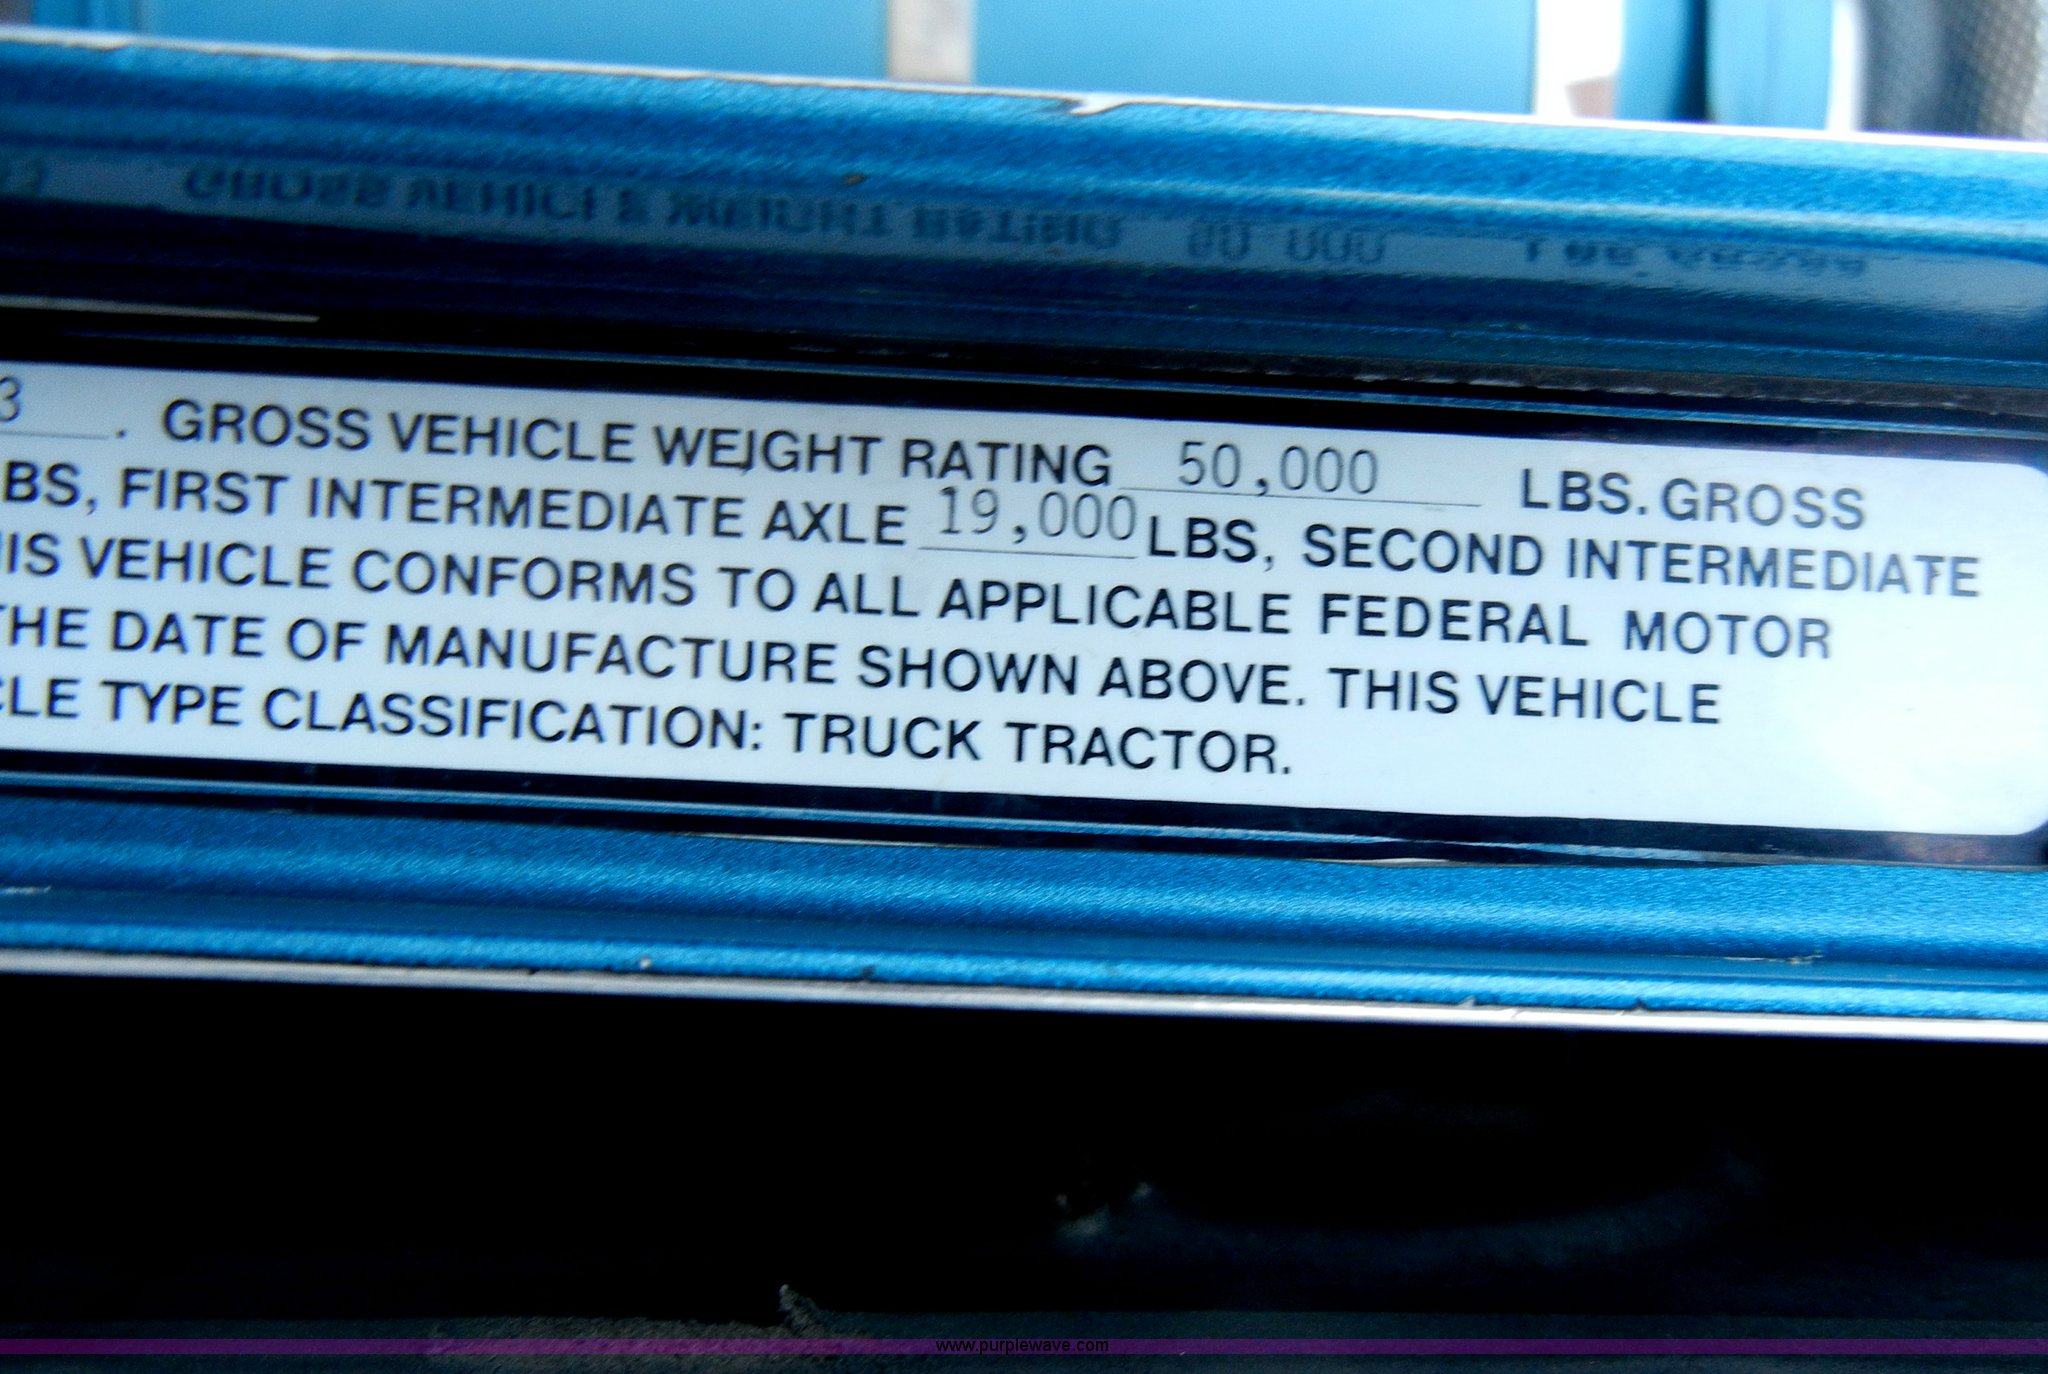 3 . GROSS VEHICLE WEIGHT RATING 50,000 LBS. GROSS
BS, FIRST INTERMEDIATE AXLE 19,000 LBS, SECOND INTERMEDIATE
IS VEHICLE CONFORMS TO ALL APPLICABLE FEDERAL MOTOR
THE DATE OF MANUFACTURE SHOWN ABOVE. THIS VEHICLE
CLE TYPE CLASSIFICATION: TRUCK TRACTOR.
www.purplewave.com